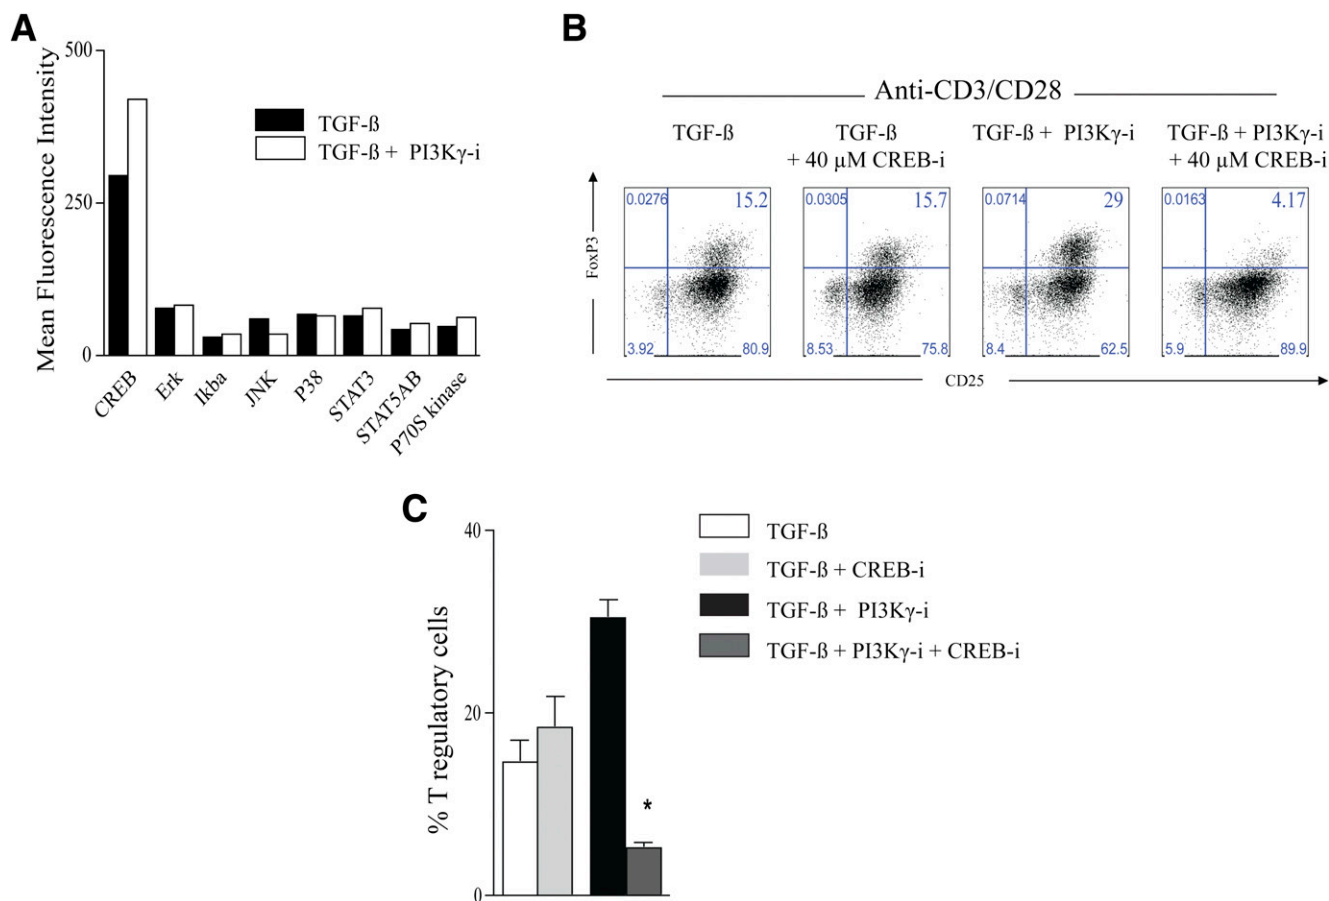 A
Mean Fluorescence Intensity
500
250
0
TGF-ß
TGF-ß + PI3Kγ-i
CREB
Erk
Ikba
JNK
P38
STAT3
STAT5AB
P70S kinase
B
Anti-CD3/CD28
TGF-ß
TGF-ß
+ 40 µM CREB-i
TGF-ß + PI3Kγ-i
TGF-ß + PI3Kγ-i
+ 40 µM CREB-i
FoxP3
0.0276 15.2
3.92 80.9
0.0305 15.7
8.53 75.8
0.0714 29
8.4 62.5
0.0163 4.17
5.9 89.9
CD25
C
% T regulatory cells
40
20
0
*
TGF-ß
TGF-ß + CREB-i
TGF-ß + PI3Kγ-i
TGF-ß + PI3Kγ-i + CREB-i